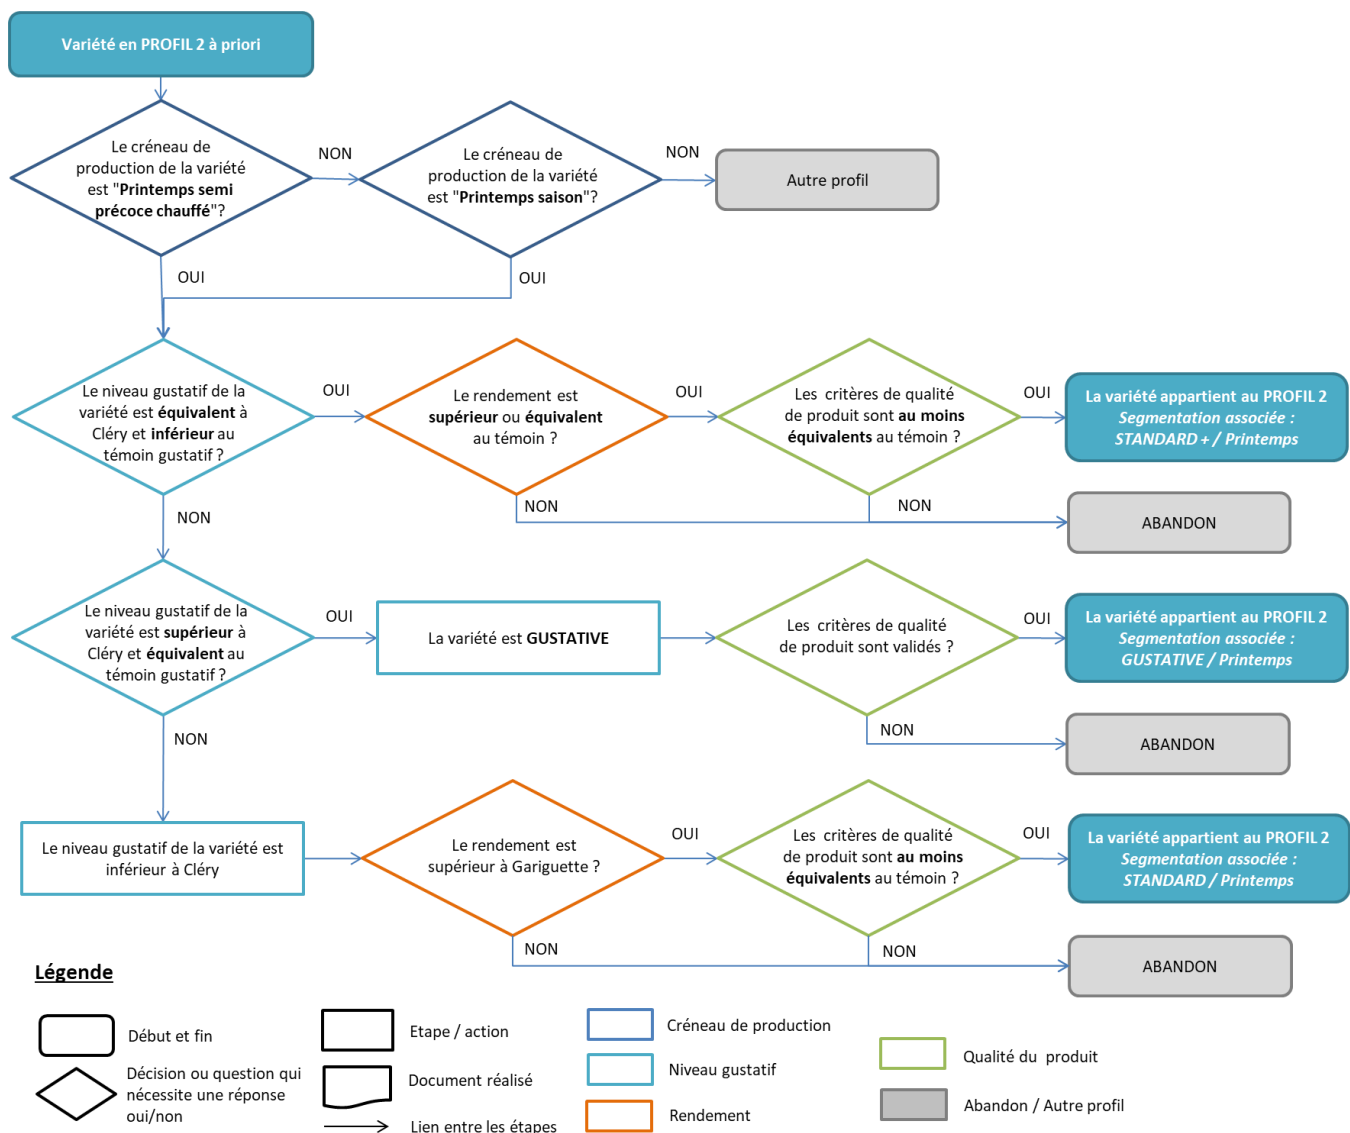 Variété en PROFIL 2 à priori
Le créneau de
production de la variété
est "Printemps semi
précoce chauffé"?
NON
Le créneau de
production de la variété
est "Printemps saison"?
NON
Autre profil
OUI
OUI
Le niveau gustatif de la
variété est équivalent à
Cléry et inférieur au
témoin gustatif ?
OUI
Le rendement est
supérieur ou équivalent
au témoin ?
OUI
Les critères de qualité
de produit sont au moins
équivalents au témoin ?
OUI
La variété appartient au PROFIL 2
Segmentation associée :
STANDARD + / Printemps
NON
NON
NON
ABANDON
Le niveau gustatif de la
variété est supérieur à
Cléry et équivalent au
témoin gustatif ?
OUI
La variété est GUSTATIVE
Les critères de qualité
de produit sont validés ?
OUI
La variété appartient au PROFIL 2
Segmentation associée :
GUSTATIVE / Printemps
NON
NON
ABANDON
Le niveau gustatif de la variété est
inférieur à Cléry
Le rendement est
supérieur à Gariguette ?
OUI
Les critères de qualité
de produit sont au moins
équivalents au témoin ?
OUI
La variété appartient au PROFIL 2
Segmentation associée :
STANDARD / Printemps
NON
NON
ABANDON
Légende
Début et fin
Décision ou question qui
nécessite une réponse
oui/non
Etape / action
Document réalisé
Lien entre les étapes
Créneau de production
Niveau gustatif
Rendement
Qualité du produit
Abandon / Autre profil